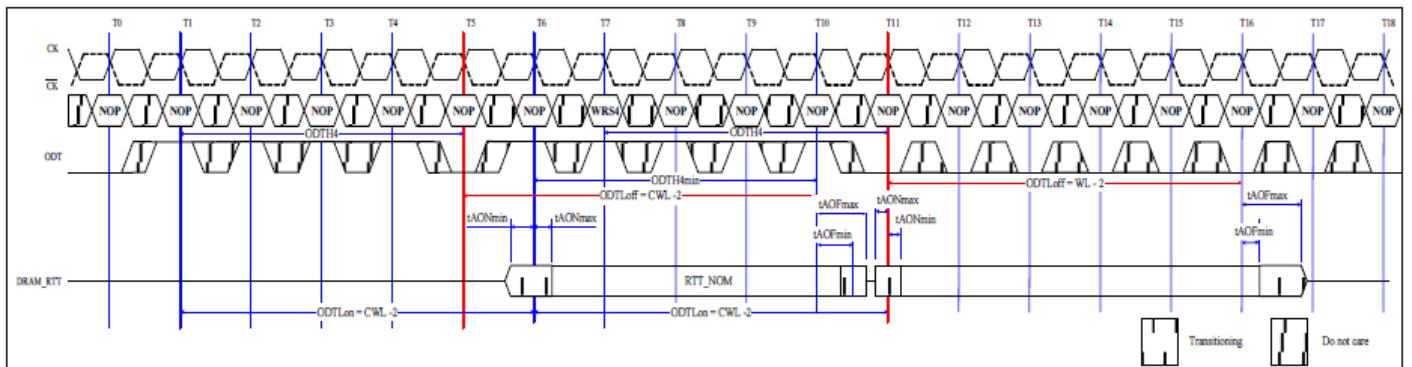 T0 T1 T2 T3 T4 T5 T6 T7 T8 T9 T10 T11 T12 T13 T14 T15 T16 T17 T18
CK
CK
NOP NOP NOP NOP NOP NOP NOP WRS4 NOP NOP NOP NOP NOP NOP NOP NOP NOP NOP NOP
ODTH4 ODTH4
ODT
ODTH4min ODTLoff = WL - 2
ODTLoff = CWL -2
tAOFmax tAONmax tAOFmax
tAONmin tAONmax tAONmin
tAOFmin tAOFmin
DRAM_RTT RTT_NOM
ODTLon = CWL -2 ODTLon = CWL -2
Transitioning Do not care